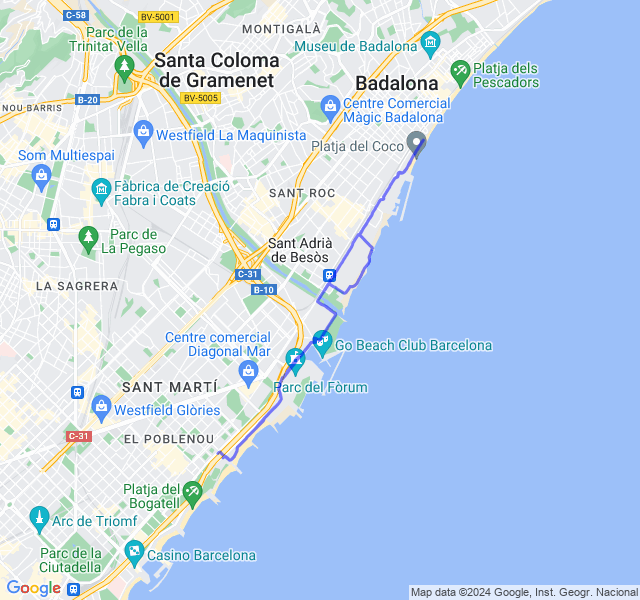 C-58
BV-5001
MONTIGALÀ
Parc de la
Trinitat Vella
Santa Coloma
de Gramenet
Museu de Badalona
Badalona
Platja dels
Pescadors
B-20
BV-5005
NOU BARRIS
Centre Comercial
Màgic Badalona
Westfield La Maquinista
Platja del Coco
Som Multiespai
Fàbrica de Creació
Fabra i Coats
SANT ROC
Parc de
La Pegaso
Sant Adrià
de Besòs
C-31
B-10
LA SAGRERA
Centre comercial
Diagonal Mar
Go Beach Club Barcelona
SANT MARTÍ
Parc del Fòrum
Westfield Glòries
C-31
EL POBLENOU
Platja del
Bogatell
Arc de Triomf
Parc de la
Ciutadella
Casino Barcelona
Google
Map data ©2024 Google, Inst. Geogr. Nacional